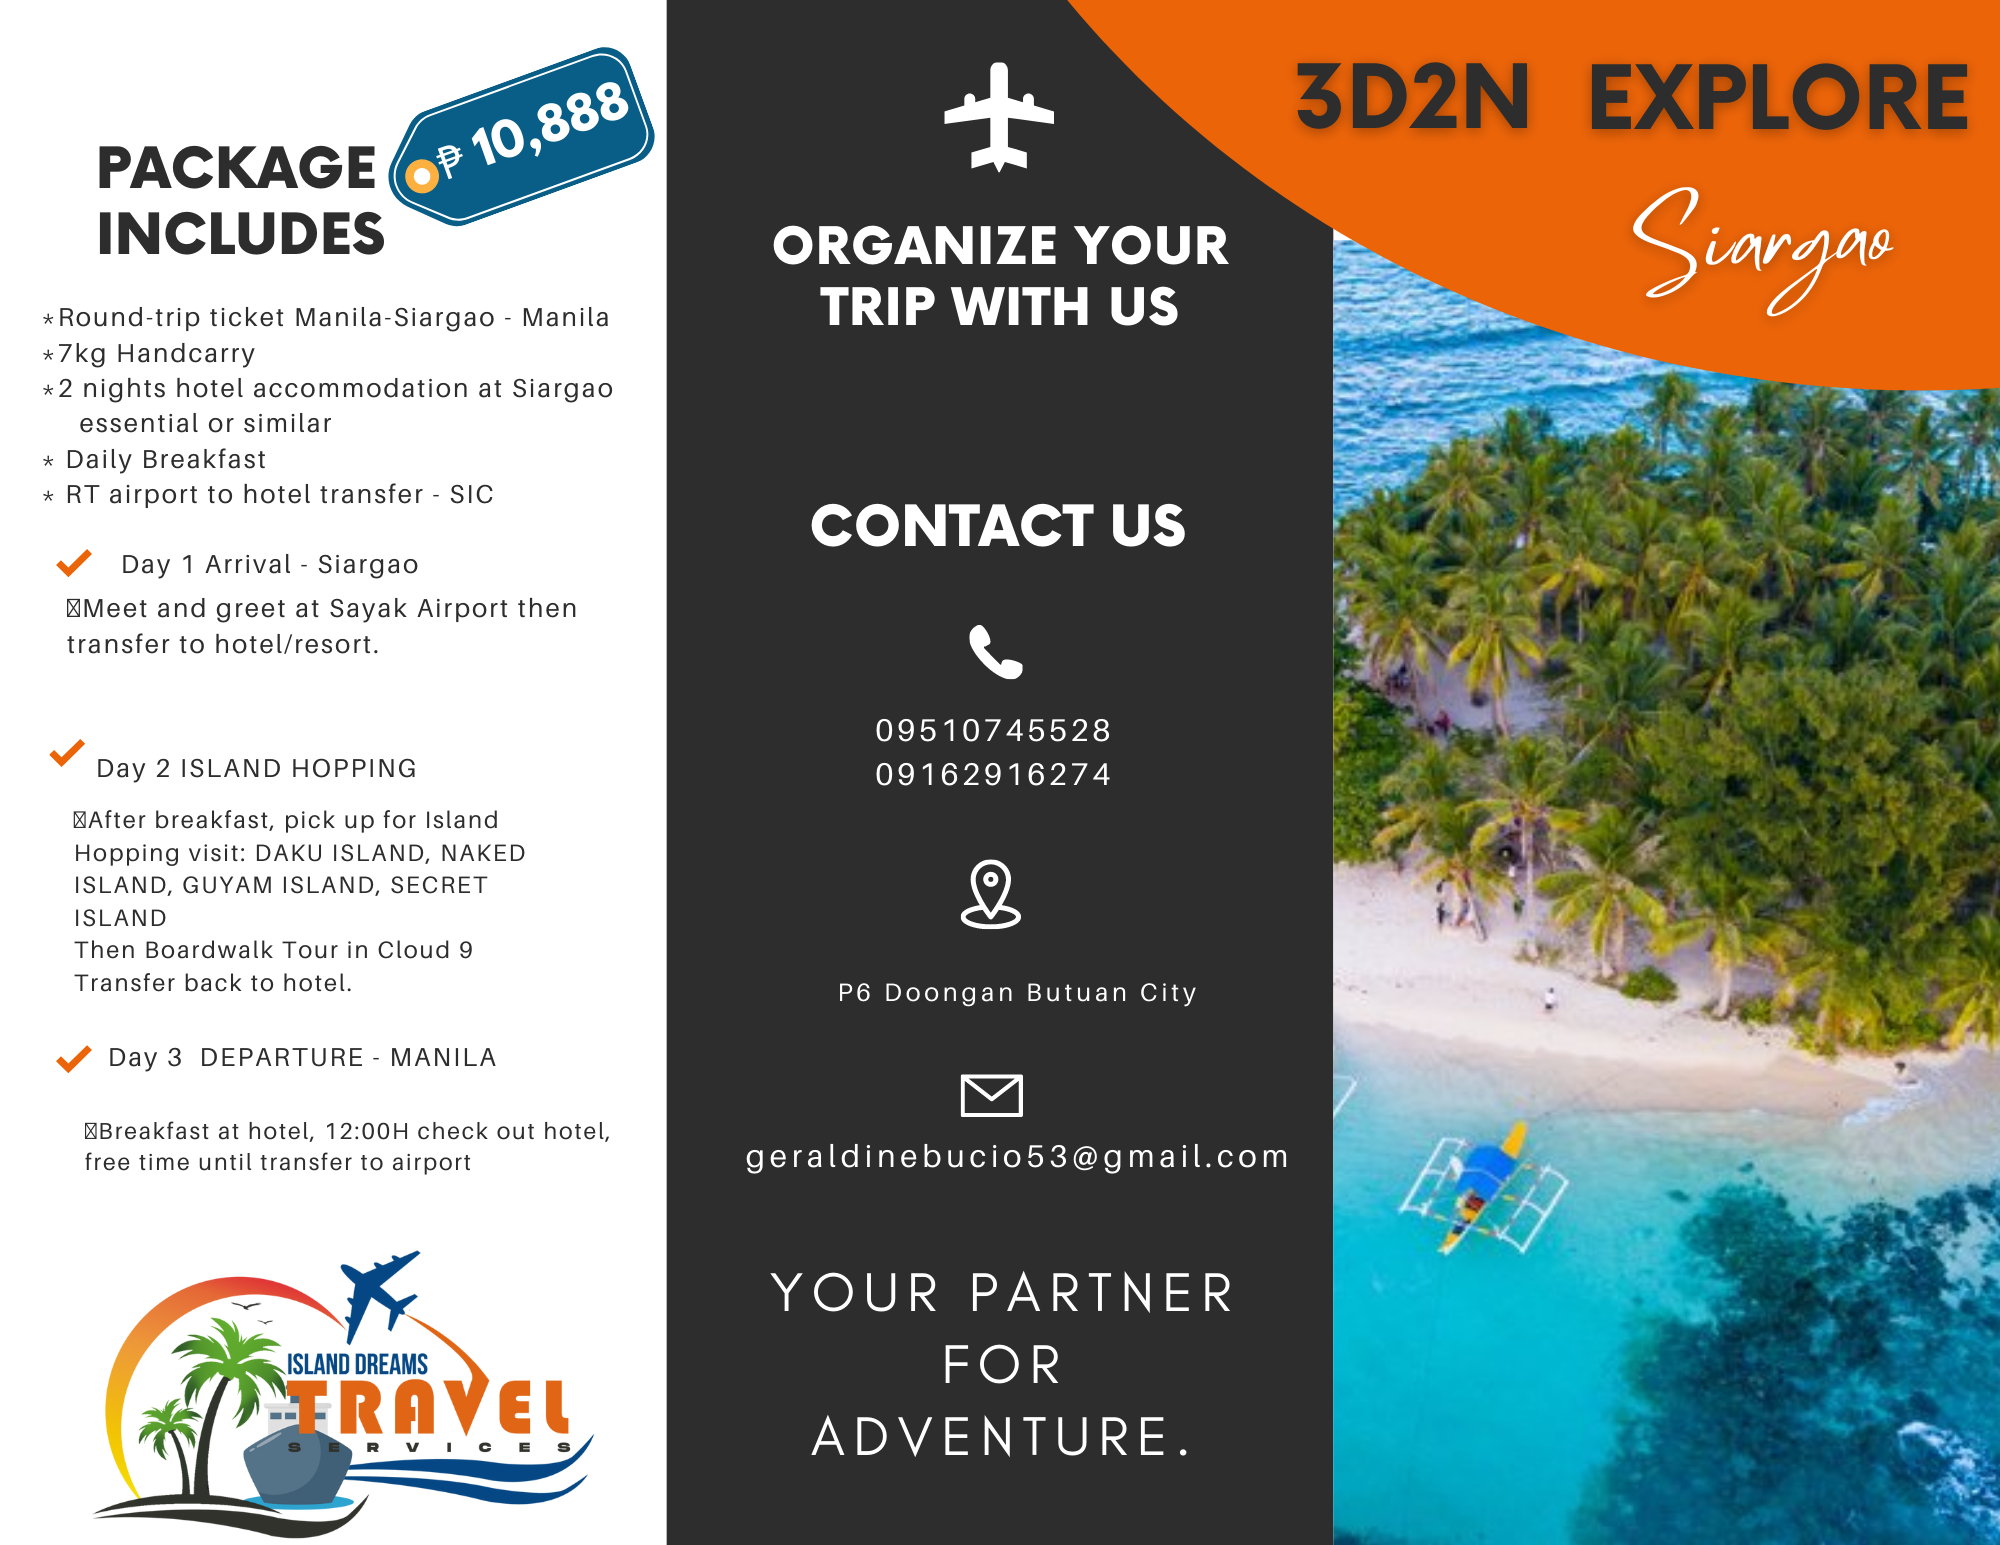 PACKAGE
INCLUDES
₱ 10,888
*Round-trip ticket Manila-Siargao - Manila
*7kg Handcarry
*2 nights hotel accommodation at Siargao
essential or similar
* Daily Breakfast
* RT airport to hotel transfer - SIC
Day 1 Arrival - Siargao
Meet and greet at Sayak Airport then
transfer to hotel/resort.
Day 2 ISLAND HOPPING
After breakfast, pick up for Island
Hopping visit: DAKU ISLAND, NAKED
ISLAND, GUYAM ISLAND, SECRET
ISLAND
Then Boardwalk Tour in Cloud 9
Transfer back to hotel.
Day 3 DEPARTURE - MANILA
Breakfast at hotel, 12:00H check out hotel,
free time until transfer to airport
ISLAND DREAMS
TRAVEL
SERVICES
ORGANIZE YOUR
TRIP WITH US
CONTACT US
09510745528
09162916274
P6 Doongan Butuan City
geraldinebucio53@gmail.com
YOUR PARTNER
FOR
ADVENTURE.
3D2N EXPLORE
Siargao